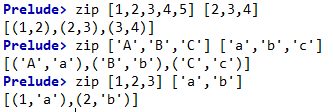 Prelude> zip [1,2,3,4,5] [2,3,4]
[(1,2),(2,3),(3,4)]
Prelude> zip ['A','B','C'] ['a','b','c']
[('A','a'),('B','b'),('C','c')]
Prelude> zip [1,2,3] ['a','b']
[(1,'a'),(2,'b')]